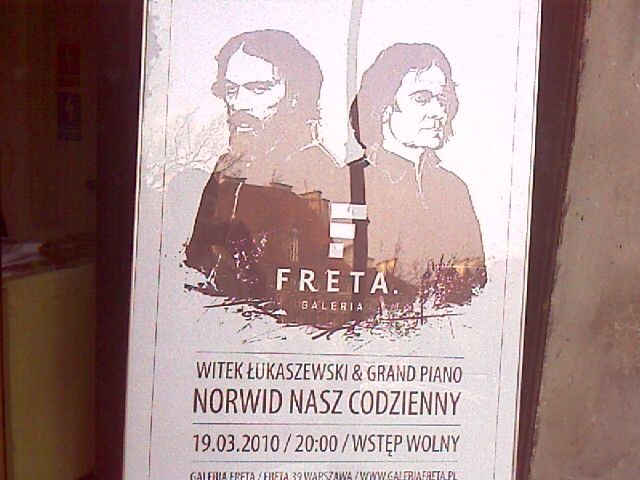 FRETA.
GALERIA
WITEK ŁUKASZEWSKI & GRAND PIANO
NORWID NASZ CODZIENNY
19.03.2010 / 20:00 / WSTĘP WOLNY
GALERIA FRETA / FRETA 39 WARSZAWA / WWW.GALERIAFRETA.PL